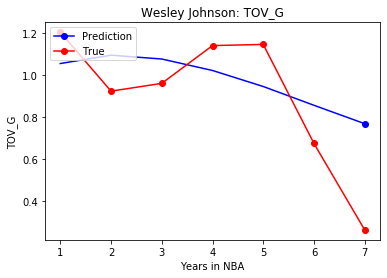 Wesley Johnson: TOV_G
Prediction
True
1.2
1.0
0.8
0.6
0.4
TOV_G
1 2 3 4 5 6 7
Years in NBA